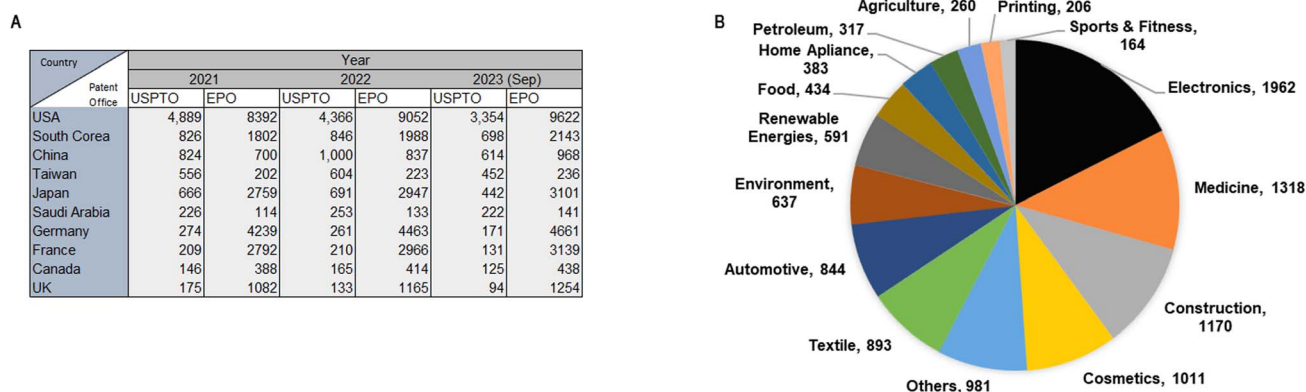 A
Country
Patent
Office
Year
2021 2022 2023 (Sep)
USPTO EPO USPTO EPO USPTO EPO
USA 4,889 8392 4,366 9052 3,354 9622
South Corea 826 1802 846 1988 698 2143
China 824 700 1,000 837 614 968
Taiwan 556 202 604 223 452 236
Japan 666 2759 691 2947 442 3101
Saudi Arabia 226 114 253 133 222 141
Germany 274 4239 261 4463 171 4661
France 209 2792 210 2966 131 3139
Canada 146 388 165 414 125 438
UK 175 1082 133 1165 94 1254
B
Agriculture, 260
Printing, 206
Sports & Fitness,
164
Petroleum, 317
Home Apliance,
383
Food, 434
Renewable
Energies, 591
Environment,
637
Automotive, 844
Textile, 893
Others, 981
Cosmetics, 1011
Construction,
1170
Medicine, 1318
Electronics, 1962